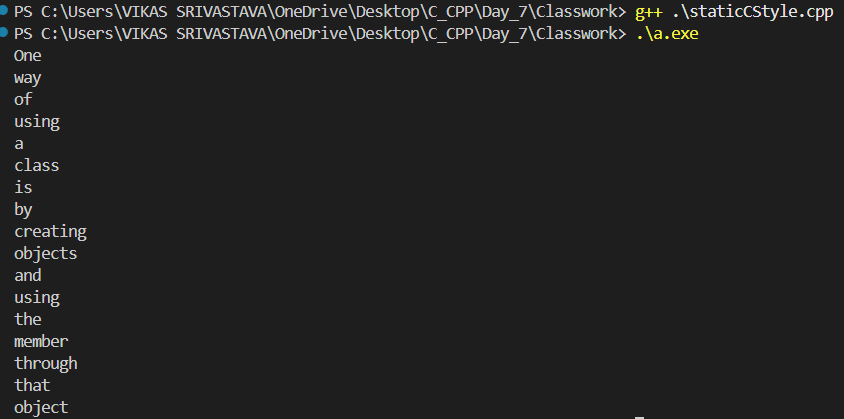 PS C:\Users\VIKAS SRIVASTAVA\OneDrive\Desktop\C_CPP\Day_7\Classwork> g++ .\staticCStyle.cpp
PS C:\Users\VIKAS SRIVASTAVA\OneDrive\Desktop\C_CPP\Day_7\Classwork> .\a.exe
One
way
of
using
a
class
is
by
creating
objects
and
using
the
member
through
that
object